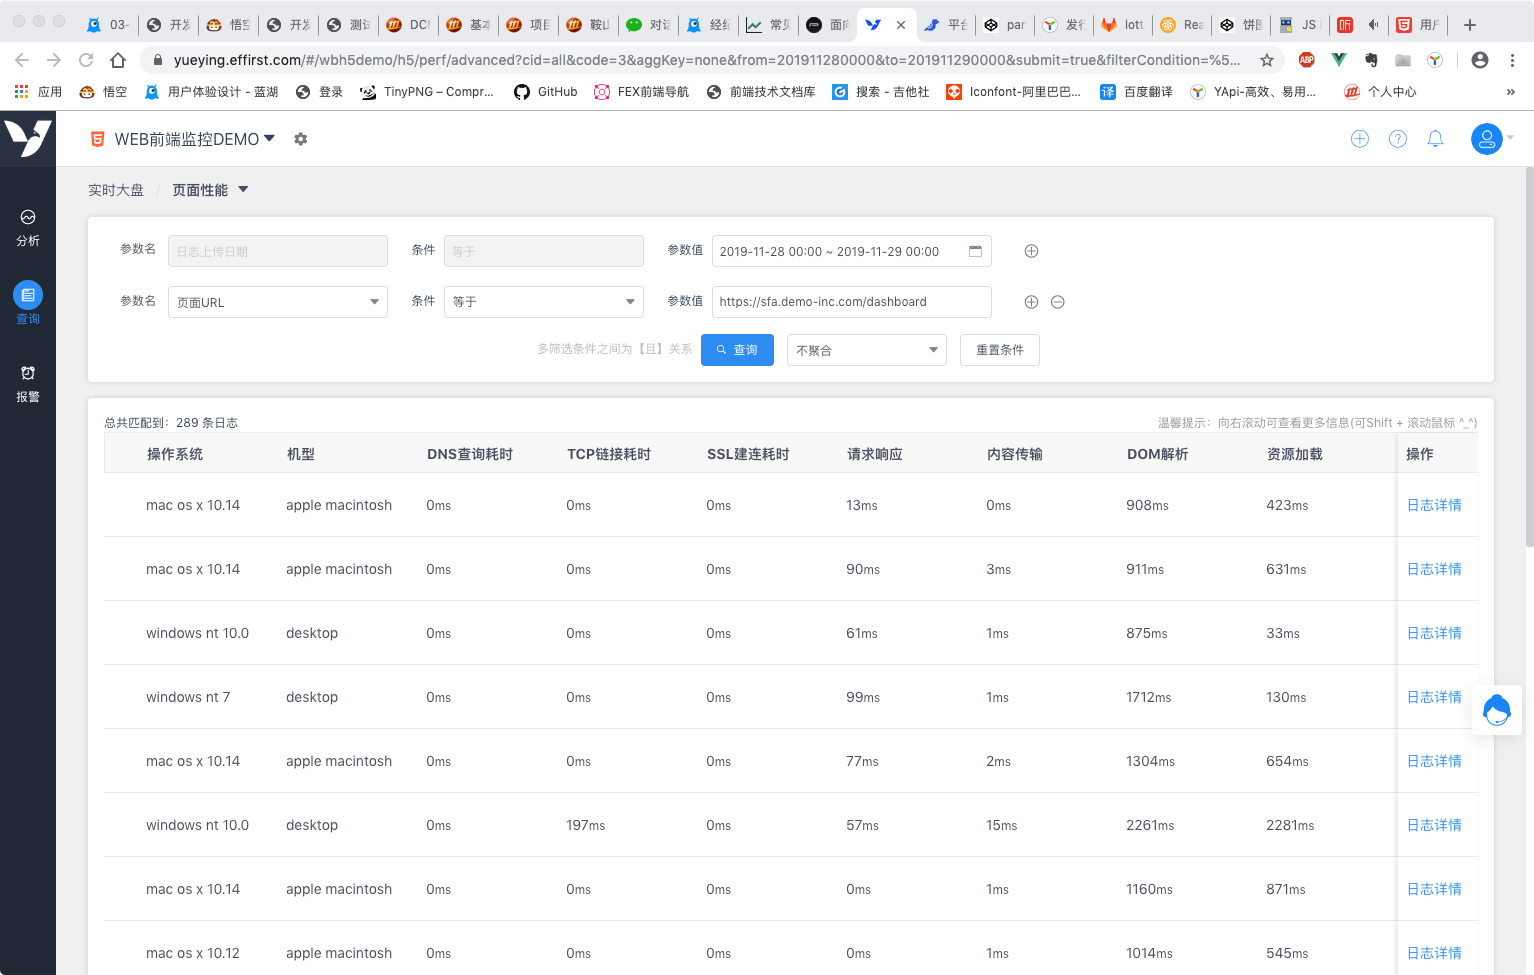 03-
开发
悟空
开发
测试
DCI
基本
项目
鞍山
对话
经纬
常见
面向
平台
par
发行
lott
Rea
饼图
JS
用户
yueying.effirst.com/#/wbh5demo/h5/perf/advanced?cid=all&code=3&aggKey=none&from=201911280000&to=201911290000&submit=true&filterCondition=%5...
应用 悟空 用户体验设计 – 蓝湖 登录 TinyPNG – Compr... GitHub FEX前端导航 前端技术文档库 搜索 - 吉他社 Iconfont-阿里巴巴... 百度翻译 YApi-高效、易用... 个人中心 »
WEB前端监控DEMO
实时大盘 / 页面性能
分析
查询
报警
参数名 日志上传日期 条件 等于 参数值 2019-11-28 00:00 ~ 2019-11-29 00:00
参数名 页面URL 条件 等于 参数值 https://sfa.demo-inc.com/dashboard
多筛选条件之间为【且】关系 查询 不聚合 重置条件
总共匹配到：289 条日志 温馨提示：向右滚动可查看更多信息(可Shift + 滚动鼠标 ^_^)
操作系统 机型 DNS查询耗时 TCP链接耗时 SSL建连耗时 请求响应 内容传输 DOM解析 资源加载 操作
mac os x 10.14 apple macintosh 0ms 0ms 0ms 13ms 0ms 908ms 423ms 日志详情
mac os x 10.14 apple macintosh 0ms 0ms 0ms 90ms 3ms 911ms 631ms 日志详情
windows nt 10.0 desktop 0ms 0ms 0ms 61ms 1ms 875ms 33ms 日志详情
windows nt 7 desktop 0ms 0ms 0ms 99ms 1ms 1712ms 130ms 日志详情
mac os x 10.14 apple macintosh 0ms 0ms 0ms 77ms 2ms 1304ms 654ms 日志详情
windows nt 10.0 desktop 0ms 197ms 0ms 57ms 15ms 2261ms 2281ms 日志详情
mac os x 10.14 apple macintosh 0ms 0ms 0ms 0ms 1ms 1160ms 871ms 日志详情
mac os x 10.12 apple macintosh 0ms 0ms 0ms 0ms 1ms 1014ms 545ms 日志详情